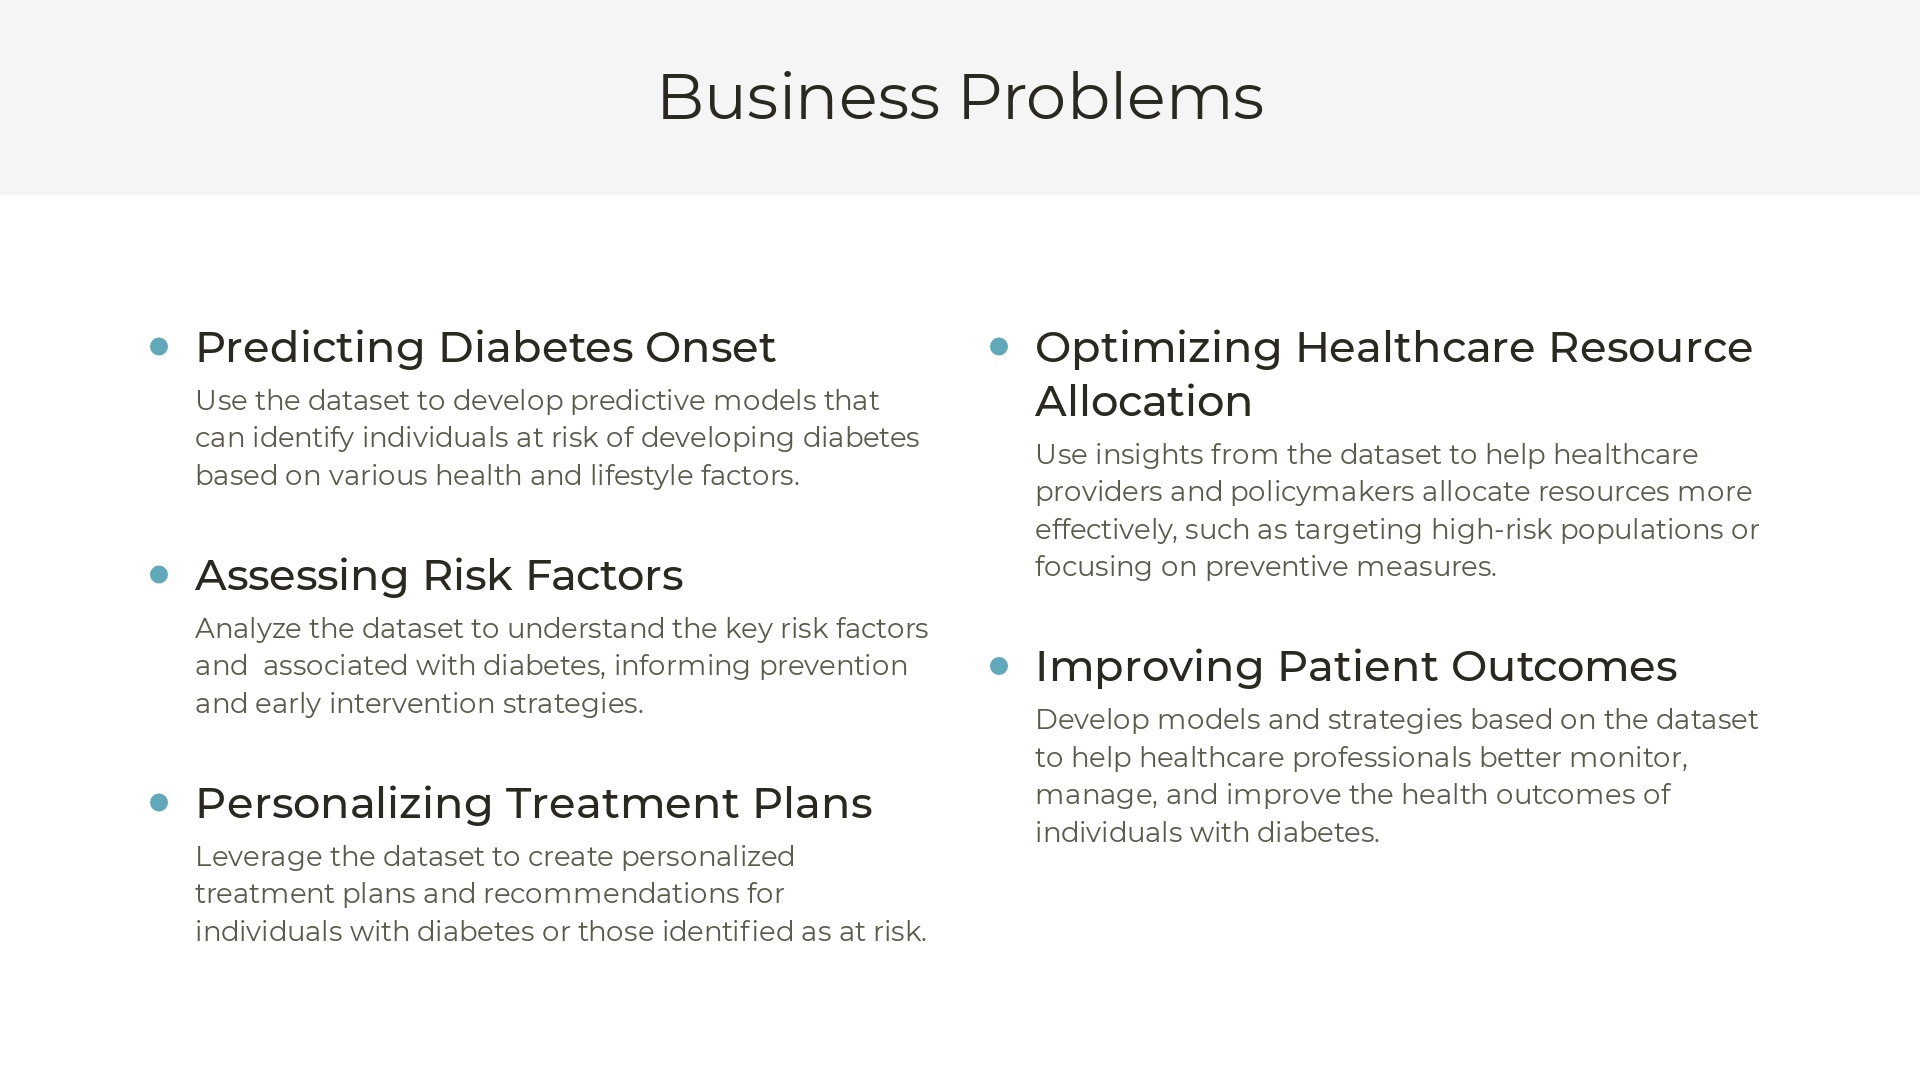 Business Problems
Predicting Diabetes Onset
Use the dataset to develop predictive models that
can identify individuals at risk of developing diabetes
based on various health and lifestyle factors.
Assessing Risk Factors
Analyze the dataset to understand the key risk factors
and  associated with diabetes, informing prevention
and early intervention strategies.
Personalizing Treatment Plans
Leverage the dataset to create personalized
treatment plans and recommendations for
individuals with diabetes or those identified as at risk.
Optimizing Healthcare Resource
Allocation
Use insights from the dataset to help healthcare
providers and policymakers allocate resources more
effectively, such as targeting high-risk populations or
focusing on preventive measures.
Improving Patient Outcomes
Develop models and strategies based on the dataset
to help healthcare professionals better monitor,
manage, and improve the health outcomes of
individuals with diabetes.